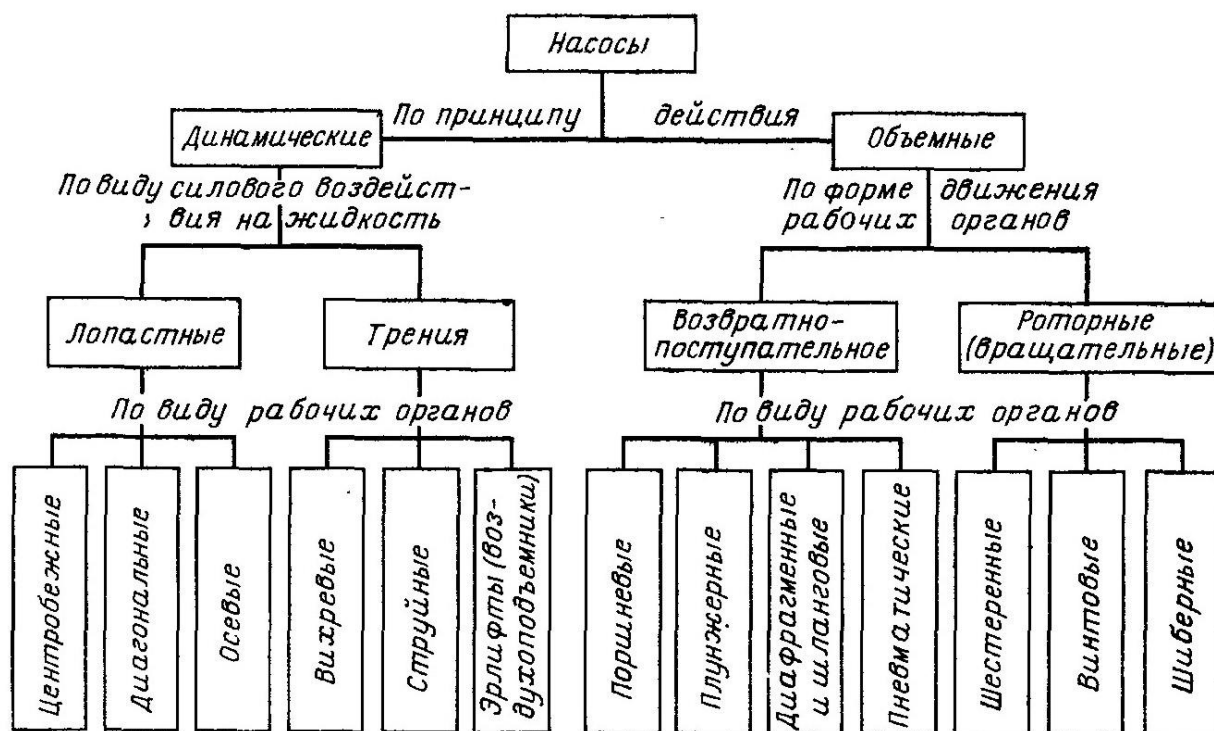 Насосы
По принципу действия
Динамические
Объемные
По виду силового воздейст-
вия на жидкость
По форме движения
рабочих органов
Лопастные
Трения
Возвратно-
поступательное
Роторные
(вращательные)
По виду рабочих органов
По виду рабочих органов
Центробежные
Диагональные
Осевые
Вихревые
Струйные
Эрлифты (воз-
духоподъемники)
Поршневые
Плунжерные
Диафрагменные
и шланговые
Пневматические
Шестеренные
Винтовые
Шиберные